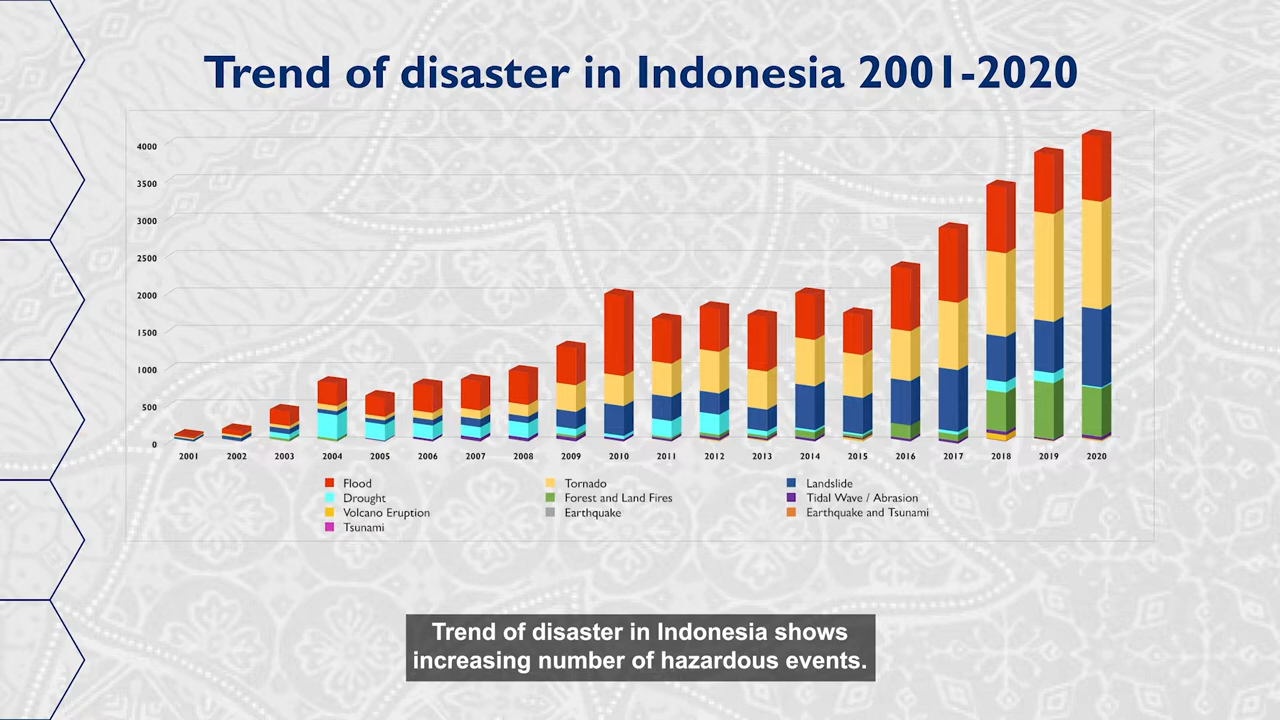 Trend of disaster in Indonesia 2001-2020
4000
3500
3000
2500
2000
1500
1000
500
0
2001 2002 2003 2004 2005 2006 2007 2008 2009 2010 2011 2012 2013 2014 2015 2016 2017 2018 2019 2020
Flood Tornado Landslide
Drought Forest and Land Fires Tidal Wave / Abrasion
Volcano Eruption Earthquake Earthquake and Tsunami
Tsunami
Trend of disaster in Indonesia shows
increasing number of hazardous events.